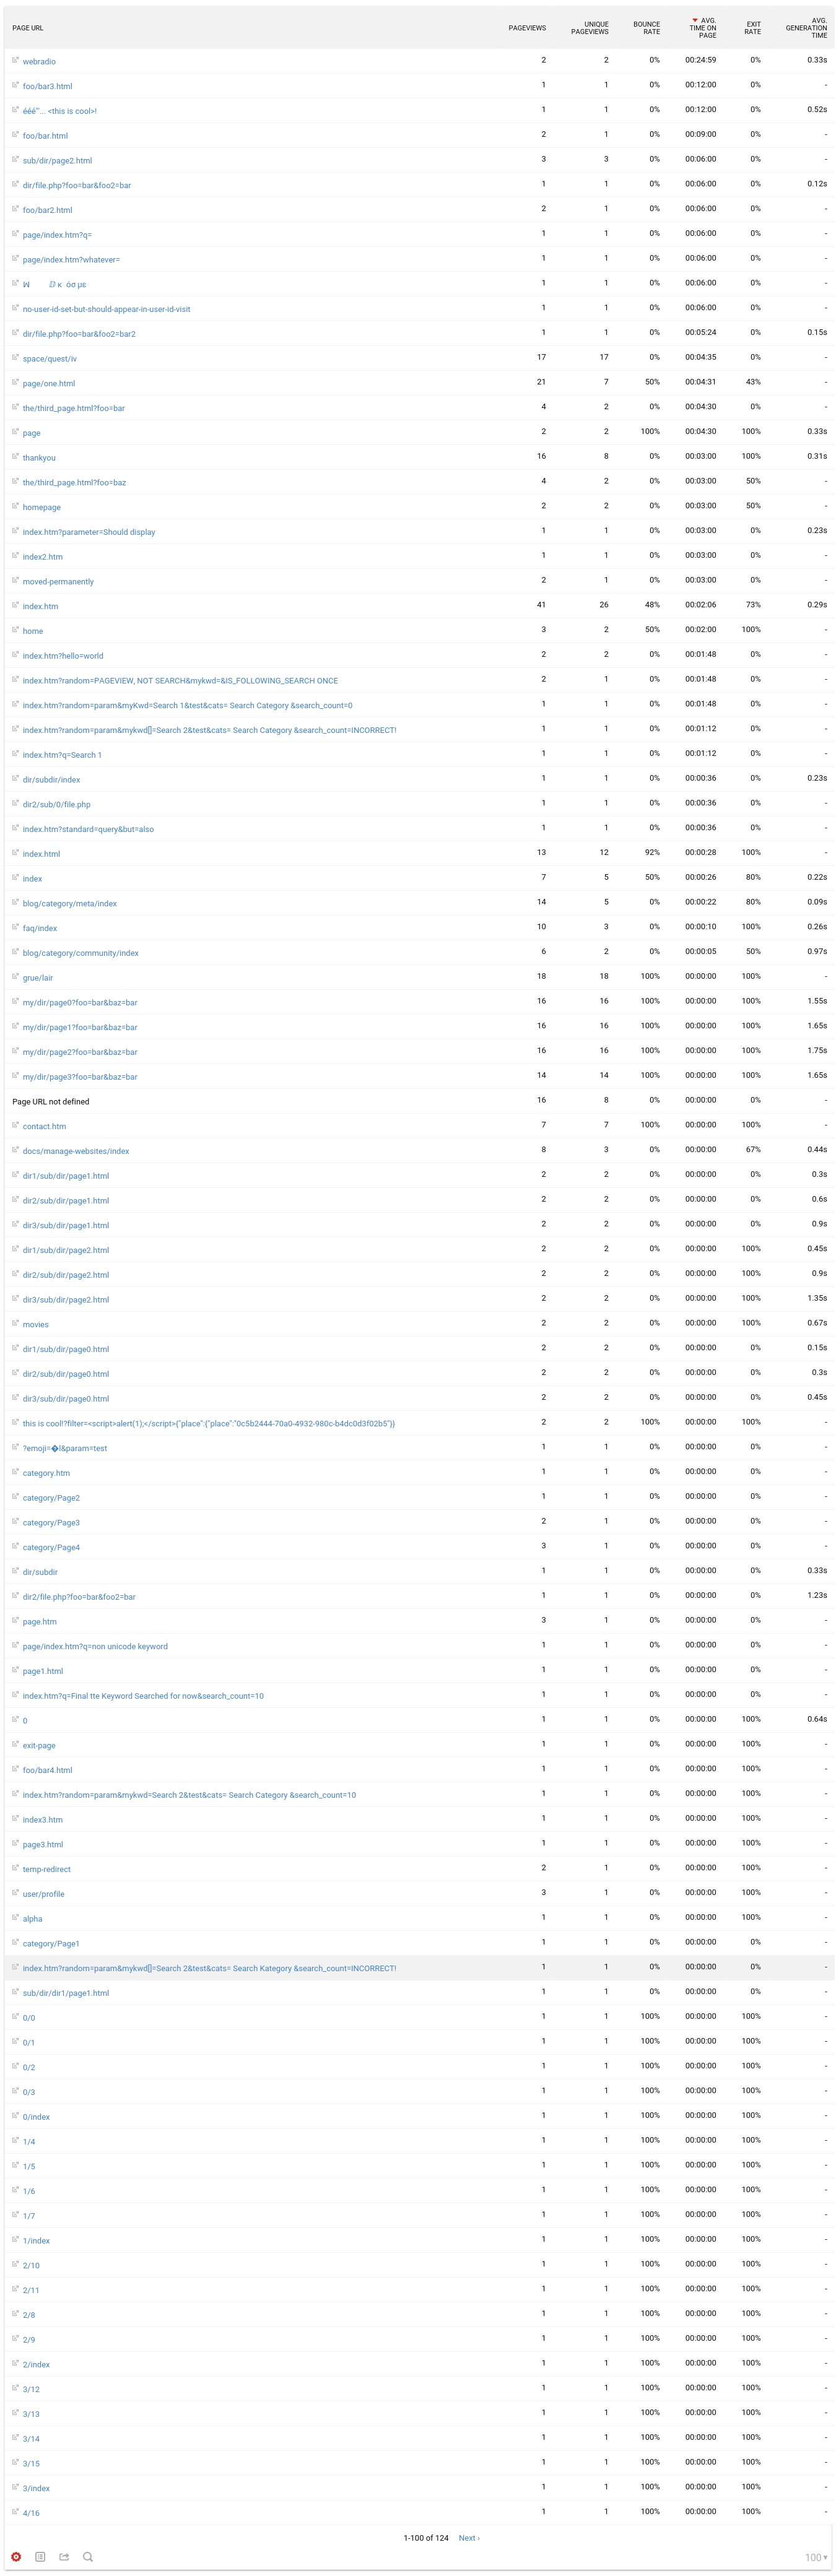 PAGE URL PAGEVIEWS UNIQUE PAGEVIEWS BOUNCE RATE AVG. TIME ON PAGE EXIT RATE AVG. GENERATION TIME
webradio 2 2 0% 00:24:59 0% 0.33s
foo/bar3.html 1 1 0% 00:12:00 0% -
ééé"'... <this is cool>! 1 1 0% 00:12:00 0% 0.52s
foo/bar.html 2 1 0% 00:09:00 0% -
sub/dir/page2.html 3 3 0% 00:06:00 0% -
dir/file.php?foo=bar&foo2=bar 1 1 0% 00:06:00 0% 0.12s
foo/bar2.html 2 1 0% 00:06:00 0% -
page/index.htm?q= 1 1 0% 00:06:00 0% -
page/index.htm?whatever= 1 1 0% 00:06:00 0% -
κ όσ με 1 1 0% 00:06:00 0% -
no-user-id-set-but-should-appear-in-user-id-visit 1 1 0% 00:06:00 0% -
dir/file.php?foo=bar&foo2=bar2 1 1 0% 00:05:24 0% 0.15s
space/quest/iv 17 17 0% 00:04:35 0% -
page/one.html 21 7 50% 00:04:31 43% -
the/third_page.html?foo=bar 4 2 0% 00:04:30 0% -
page 2 2 100% 00:04:30 100% 0.33s
thankyou 16 8 0% 00:03:00 100% 0.31s
the/third_page.html?foo=baz 4 2 0% 00:03:00 50% -
homepage 2 2 0% 00:03:00 50% -
index.htm?parameter=Should display 1 1 0% 00:03:00 0% 0.23s
index2.htm 1 1 0% 00:03:00 0% -
moved-permanently 2 1 0% 00:03:00 0% -
index.htm 41 26 48% 00:02:06 73% 0.29s
home 3 2 50% 00:02:00 100% -
index.htm?hello=world 2 2 0% 00:01:48 0% -
index.htm?random=PAGEVIEW, NOT SEARCH&mykwd=&IS_FOLLOWING_SEARCH ONCE 2 1 0% 00:01:48 0% -
index.htm?random=param&myKwd=Search 1&test&cats= Search Category &search_count=0 1 1 0% 00:01:48 0% -
index.htm?random=param&mykwd[]=Search 2&test&cats= Search Category &search_count=INCORRECT! 1 1 0% 00:01:12 0% -
index.htm?q=Search 1 1 1 0% 00:01:12 0% -
dir/subdir/index 1 1 0% 00:00:36 0% 0.23s
dir2/sub/0/file.php 1 1 0% 00:00:36 0% -
index.htm?standard=query&but=also 1 1 0% 00:00:36 0% -
index.html 13 12 92% 00:00:28 100% -
index 7 5 50% 00:00:26 80% 0.22s
blog/category/meta/index 14 5 0% 00:00:22 80% 0.09s
faq/index 10 3 0% 00:00:10 100% 0.26s
blog/category/community/index 6 2 0% 00:00:05 50% 0.97s
grue/lair 18 18 100% 00:00:00 100% -
my/dir/page0?foo=bar&baz=bar 16 16 100% 00:00:00 100% 1.55s
my/dir/page1?foo=bar&baz=bar 16 16 100% 00:00:00 100% 1.65s
my/dir/page2?foo=bar&baz=bar 16 16 100% 00:00:00 100% 1.75s
my/dir/page3?foo=bar&baz=bar 14 14 100% 00:00:00 100% 1.65s
Page URL not defined 16 8 0% 00:00:00 0% -
contact.htm 7 7 100% 00:00:00 100% -
docs/manage-websites/index 8 3 0% 00:00:00 67% 0.44s
dir1/sub/dir/page1.html 2 2 0% 00:00:00 0% 0.3s
dir2/sub/dir/page1.html 2 2 0% 00:00:00 0% 0.6s
dir3/sub/dir/page1.html 2 2 0% 00:00:00 0% 0.9s
dir1/sub/dir/page2.html 2 2 0% 00:00:00 100% 0.45s
dir2/sub/dir/page2.html 2 2 0% 00:00:00 100% 0.9s
dir3/sub/dir/page2.html 2 2 0% 00:00:00 100% 1.35s
movies 2 2 0% 00:00:00 100% 0.67s
dir1/sub/dir/page0.html 2 2 0% 00:00:00 0% 0.15s
dir2/sub/dir/page0.html 2 2 0% 00:00:00 0% 0.3s
dir3/sub/dir/page0.html 2 2 0% 00:00:00 0% 0.45s
this is cool!?filter=<script>alert(1);</script>{"place":{"place":"0c5b2444-70a0-4932-980c-b4dc0d3f02b5"}} 2 2 100% 00:00:00 100% -
?emoji=�l&param=test 1 1 0% 00:00:00 0% -
category.htm 1 1 0% 00:00:00 0% -
category/Page2 1 1 0% 00:00:00 0% -
category/Page3 2 1 0% 00:00:00 0% -
category/Page4 3 1 0% 00:00:00 0% -
dir/subdir 1 1 0% 00:00:00 0% 0.33s
dir2/file.php?foo=bar&foo2=bar 1 1 0% 00:00:00 0% 1.23s
page.htm 3 1 0% 00:00:00 0% -
page/index.htm?q=non unicode keyword 1 1 0% 00:00:00 0% -
page1.html 1 1 0% 00:00:00 0% -
index.htm?q=Final tte Keyword Searched for now&search_count=10 1 1 0% 00:00:00 0% -
0 1 1 0% 00:00:00 100% 0.64s
exit-page 1 1 0% 00:00:00 100% -
foo/bar4.html 1 1 0% 00:00:00 100% -
index.htm?random=param&mykwd=Search 2&test&cats= Search Category &search_count=10 1 1 0% 00:00:00 100% -
index3.htm 1 1 0% 00:00:00 100% -
page3.html 1 1 0% 00:00:00 100% -
temp-redirect 2 1 0% 00:00:00 100% -
user/profile 3 1 0% 00:00:00 100% -
alpha 1 1 0% 00:00:00 100% -
category/Page1 1 1 0% 00:00:00 0% -
index.htm?random=param&mykwd[]=Search 2&test&cats= Search Kategory &search_count=INCORRECT! 1 1 0% 00:00:00 0% -
sub/dir/dir1/page1.html 1 1 0% 00:00:00 0% -
0/0 1 1 100% 00:00:00 100% -
0/1 1 1 100% 00:00:00 100% -
0/2 1 1 100% 00:00:00 100% -
0/3 1 1 100% 00:00:00 100% -
0/index 1 1 100% 00:00:00 100% -
1/4 1 1 100% 00:00:00 100% -
1/5 1 1 100% 00:00:00 100% -
1/6 1 1 100% 00:00:00 100% -
1/7 1 1 100% 00:00:00 100% -
1/index 1 1 100% 00:00:00 100% -
2/10 1 1 100% 00:00:00 100% -
2/11 1 1 100% 00:00:00 100% -
2/8 1 1 100% 00:00:00 100% -
2/9 1 1 100% 00:00:00 100% -
2/index 1 1 100% 00:00:00 100% -
3/12 1 1 100% 00:00:00 100% -
3/13 1 1 100% 00:00:00 100% -
3/14 1 1 100% 00:00:00 100% -
3/15 1 1 100% 00:00:00 100% -
3/index 1 1 100% 00:00:00 100% -
4/16 1 1 100% 00:00:00 100% -
1-100 of 124 Next ›
100